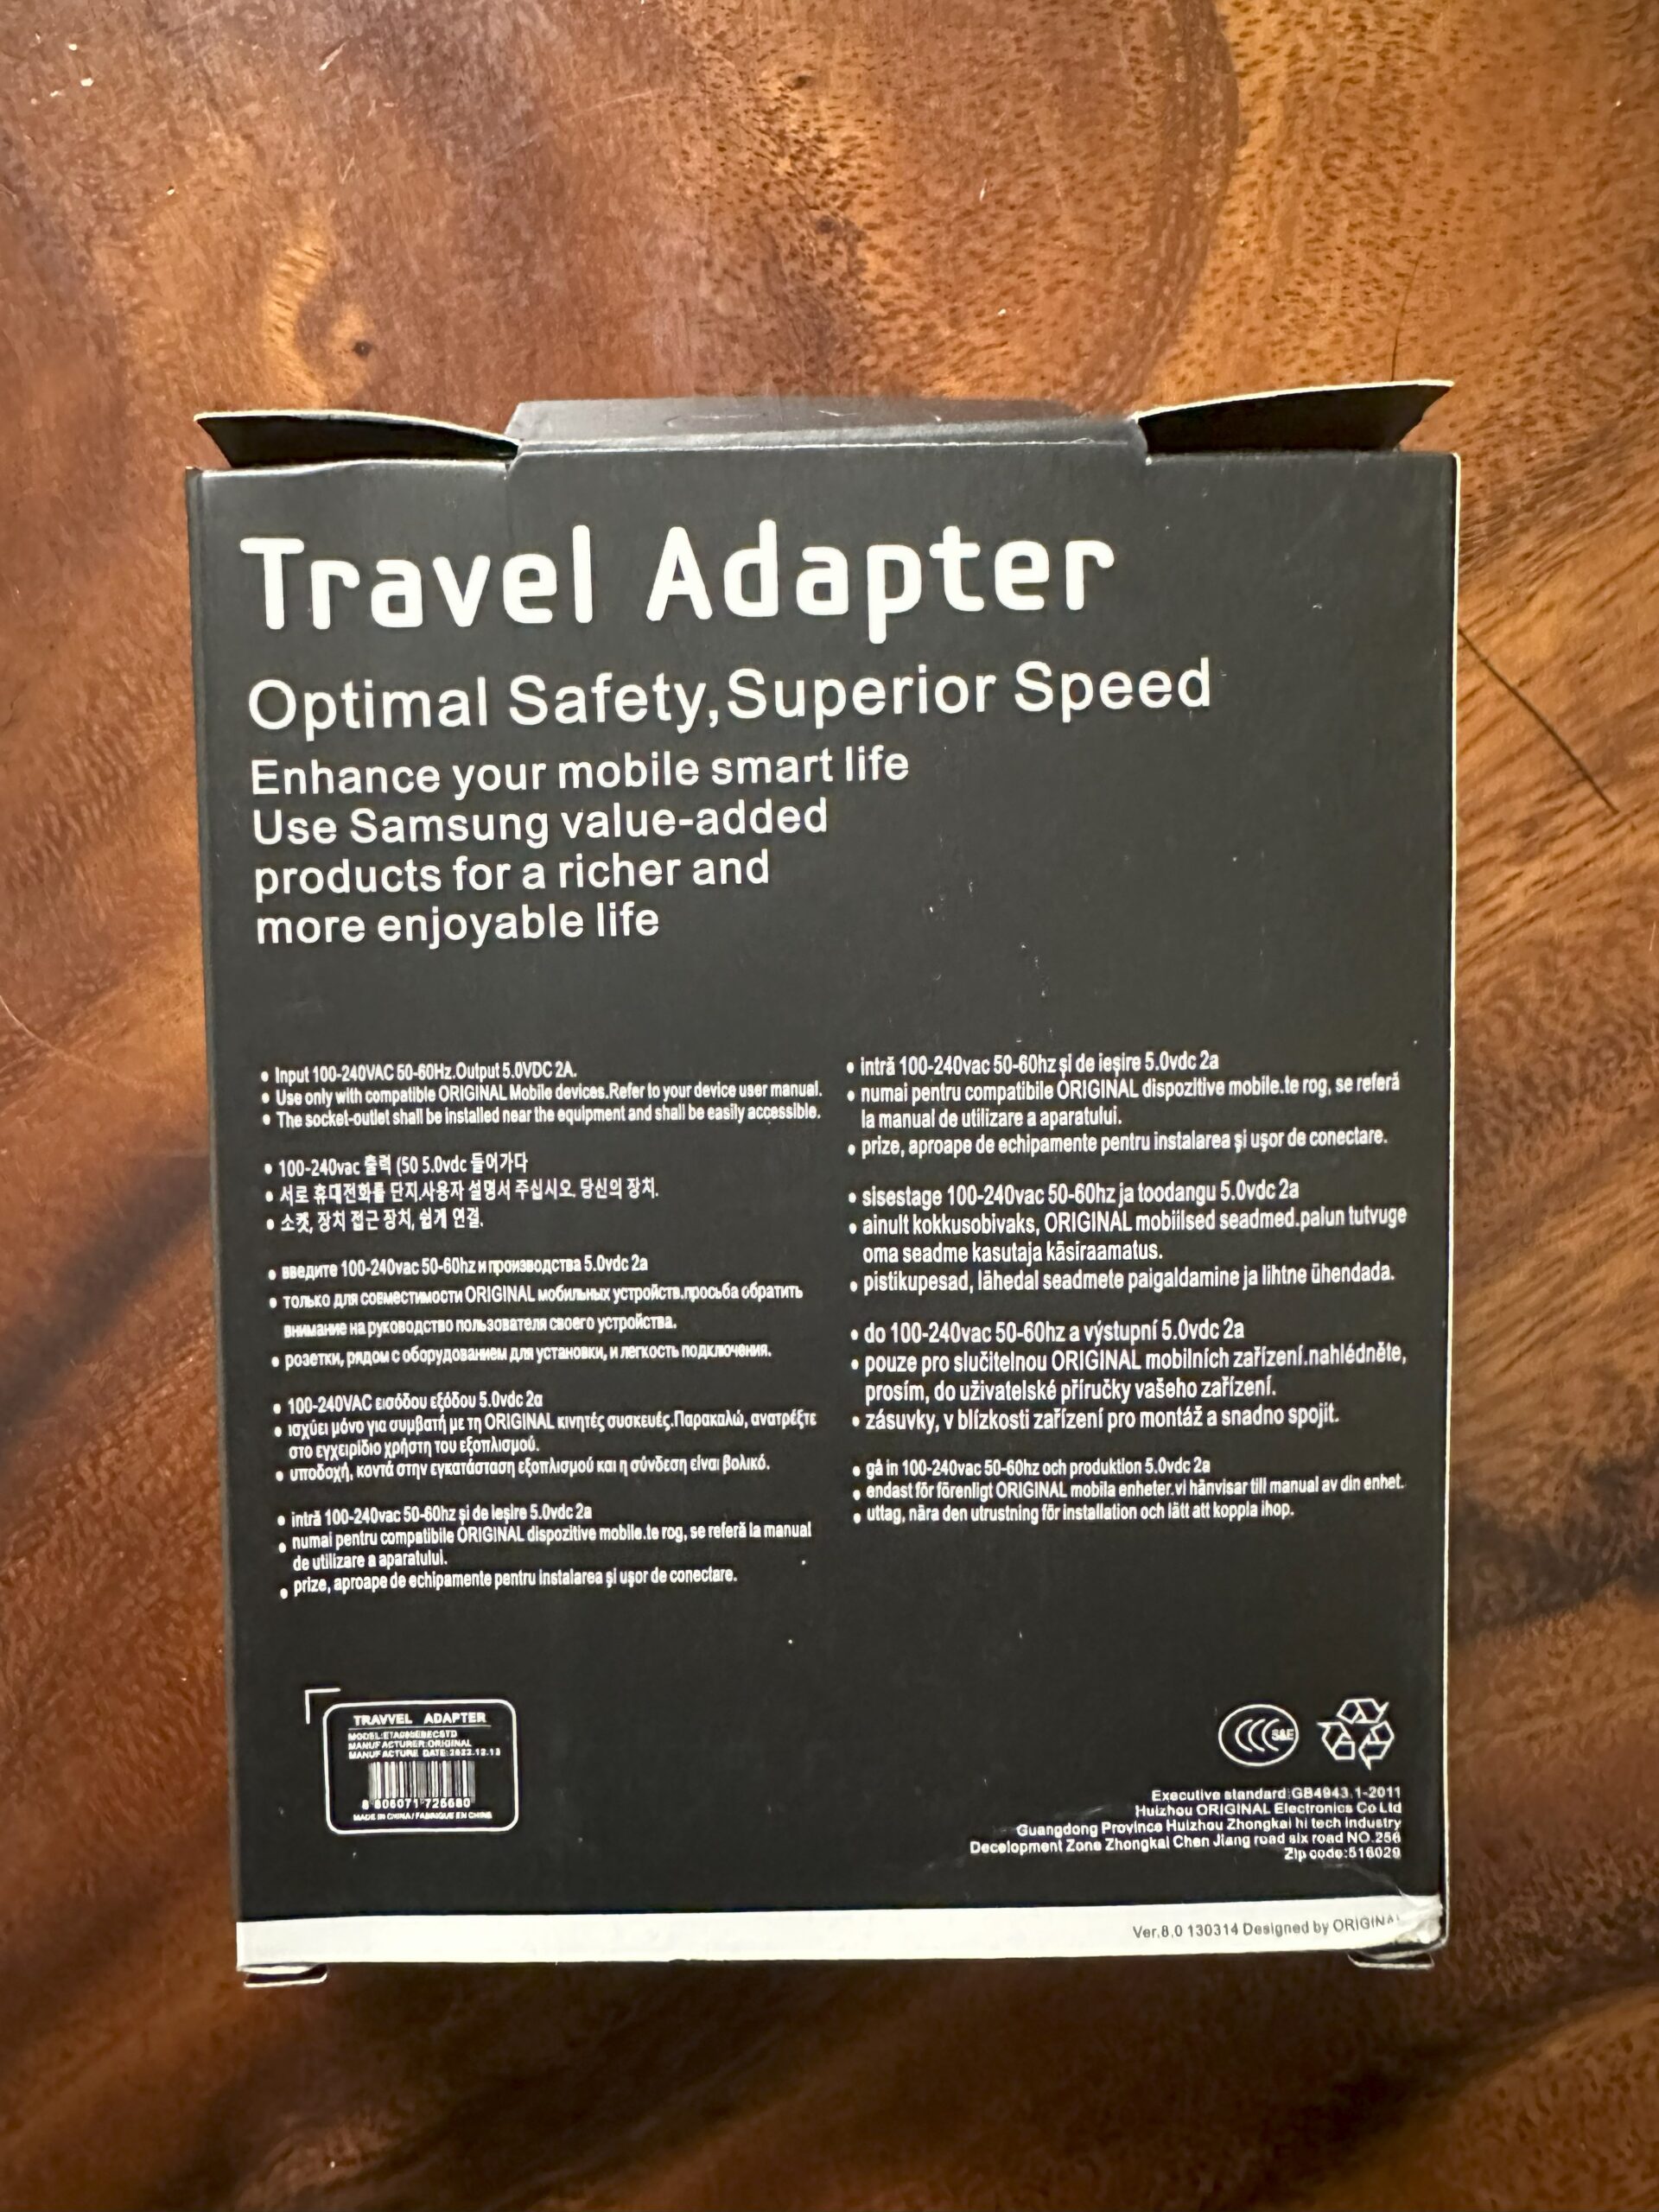 Travel Adapter
Optimal Safety,Superior Speed
Enhance your mobile smart life
Use Samsung value-added
products for a richer and
more enjoyable life
• Input 100-240VAC 50-60Hz.Output 5.0VDC 2A.
• Use only with compatible ORIGINAL Mobile devices.Refer to your device user manual.
• The socket-outlet shall be installed near the equipment and shall be easily accessible.
• 100-240vac 출력 (50 5.0vdc 들어가다
• 서로 휴대전화를 단지.사용자 설명서 주십시오. 당신의 장치.
• 소켓, 장치 접근 장치, 쉽게 연결.
• введите 100-240vac 50-60hz и производства 5.0vdc 2a
• только для совместимости ORIGINAL мобильных устройств.просьба обратить
внимание на руководство пользователя своего устройства.
• розетки, рядом с оборудованием для установки, и легкость подключения.
• 100-240VAC εισόδου εξόδου 5.0vdc 2α
• ισχύει μόνο για συμβατή με τη ORIGINAL κινητές συσκευές.Παρακαλώ, ανατρέξτε
στο εγχειρίδιο χρήστη του εξοπλισμού.
• υποδοχή, κοντά στην εγκατάσταση εξοπλισμού και η σύνδεση είναι βολικό.
• intră 100-240vac 50-60hz și de ieșire 5.0vdc 2a
• numai pentru compatibile ORIGINAL dispozitive mobile.te rog, se referă la manual
de utilizare a aparatului.
• prize, aproape de echipamente pentru instalarea și ușor de conectare.
• intră 100-240vac 50-60hz și de ieșire 5.0vdc 2a
• numai pentru compatibile ORIGINAL dispozitive mobile.te rog, se referă
la manual de utilizare a aparatului.
• prize, aproape de echipamente pentru instalarea și ușor de conectare.
• sisestage 100-240vac 50-60hz ja toodangu 5.0vdc 2a
• ainult kokkusobivaks, ORIGINAL mobiilsed seadmed.palun tutvuge
oma seadme kasutaja käsiraamatus.
• pistikupesad, lähedal seadmete paigaldamine ja lihtne ühendada.
• do 100-240vac 50-60hz a výstupní 5.0vdc 2a
• pouze pro slučitelnou ORIGINAL mobilních zařízení.nahlédněte,
prosím, do uživatelské příručky vašeho zařízení.
• zásuvky, v blízkosti zařízení pro montáž a snadno spojit.
• gå in 100-240vac 50-60hz och produktion 5.0vdc 2a
• endast för förenligt ORIGINAL mobila enheter.vi hänvisar till manual av din enhet.
• uttag, nära den utrustning för installation och lätt att koppla ihop.
TRAVVEL ADAPTER
MANUFACTURER:ORIGINAL
MANUFACTURE DATE:2022.12.13
8 806071 726680
MADE IN CHINA / FABRIQUE EN CHINE
S&E
Executive standard:GB4943.1-2011
Huizhou ORIGINAL Electronics Co Ltd
Guangdong Province Huizhou Zhongkai hi tech industry
Decelopment Zone Zhongkai Chen Jiang road six road NO.256
Zip code:516029
Ver.8.0 130314 Designed by ORIGINAL